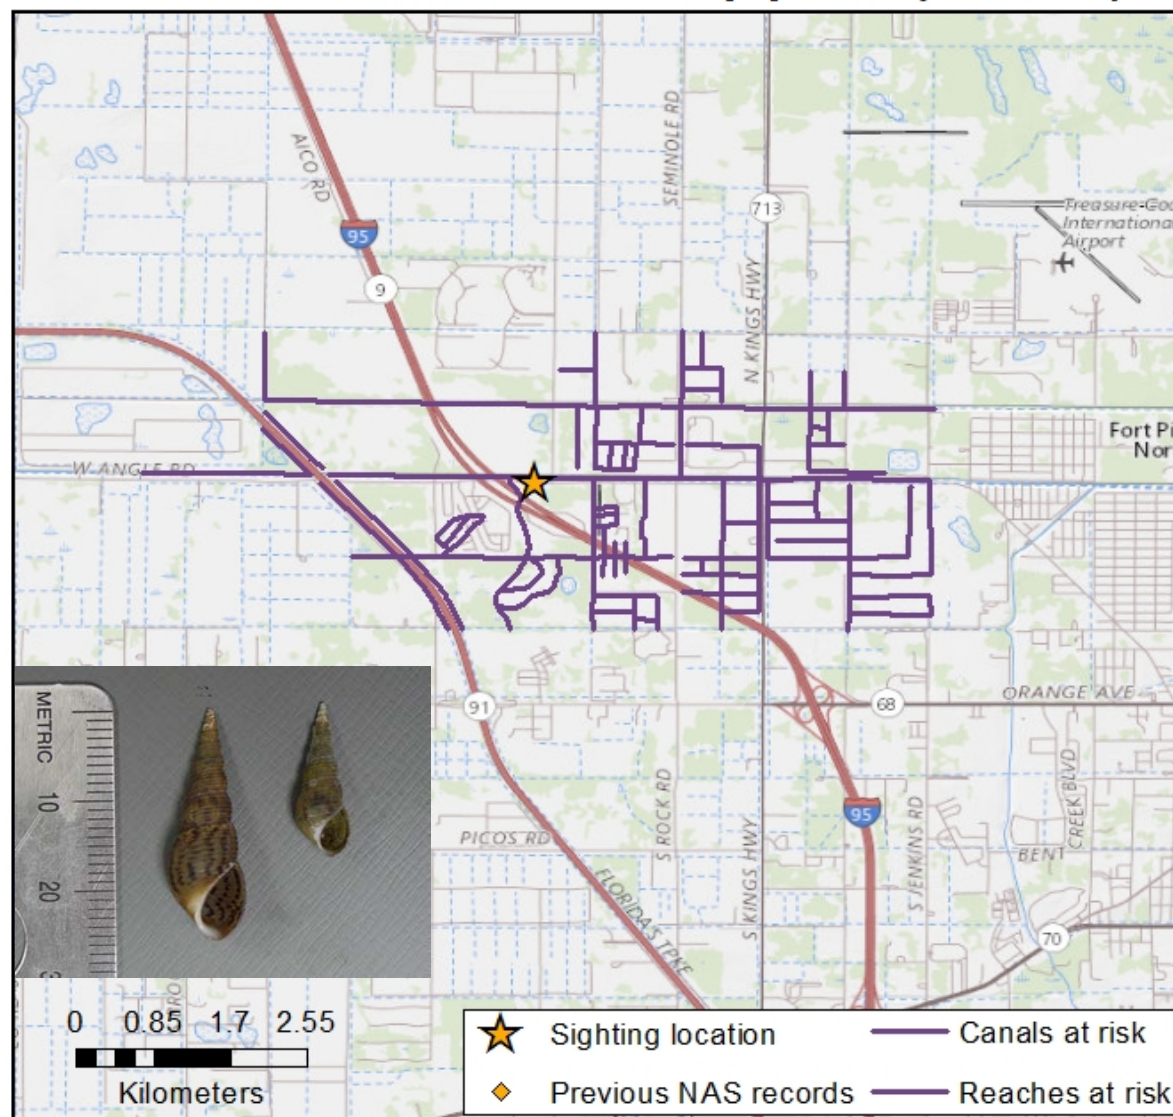 AICO RD
SEMINOLE RD
713
Treasure Coa
International
Airport
95
9
N KINGS HWY
Fort Pi
Nor
W ANGLE RD
91
68
ORANGE AVE
METRIC
10
20
3
S ROCK RD
S KINGS HWY
95
S JENKINS RD
CREEK BLVD
PICOS RD
BENT
FLORIDA'S TPKE
70
0 0.85 1.7 2.55
Kilometers
Sighting location
Canals at risk
Previous NAS records
Reaches at risk